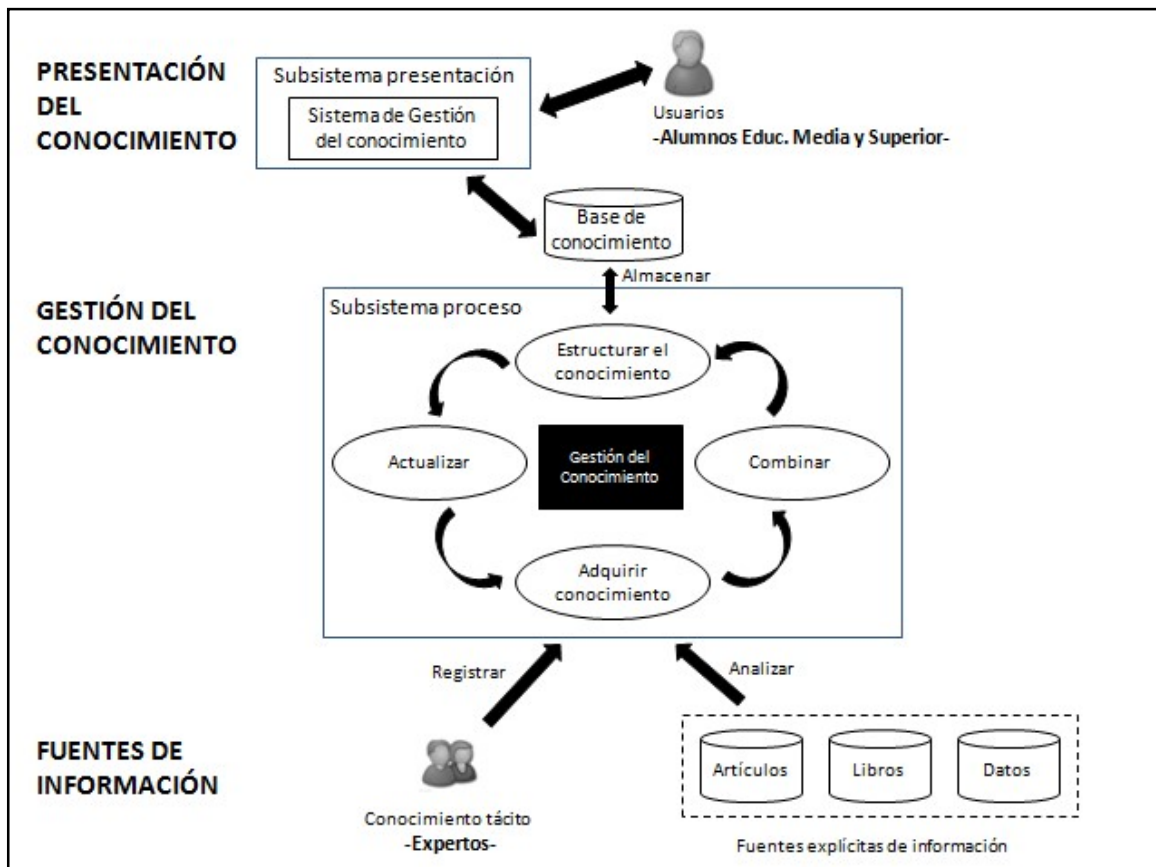 PRESENTACIÓN
DEL
CONOCIMIENTO
Subsistema presentación
Sistema de Gestión
del conocimiento
Usuarios
-Alumnos Educ. Media y Superior-
Base de
conocimiento
Almacenar
GESTIÓN DEL
CONOCIMIENTO
Subsistema proceso
Estructurar el
conocimiento
Actualizar
Gestión del
Conocimiento
Combinar
Adquirir
conocimiento
Registrar
Analizar
FUENTES DE
INFORMACIÓN
Conocimiento tácito
-Expertos-
Artículos
Libros
Datos
Fuentes explícitas de información